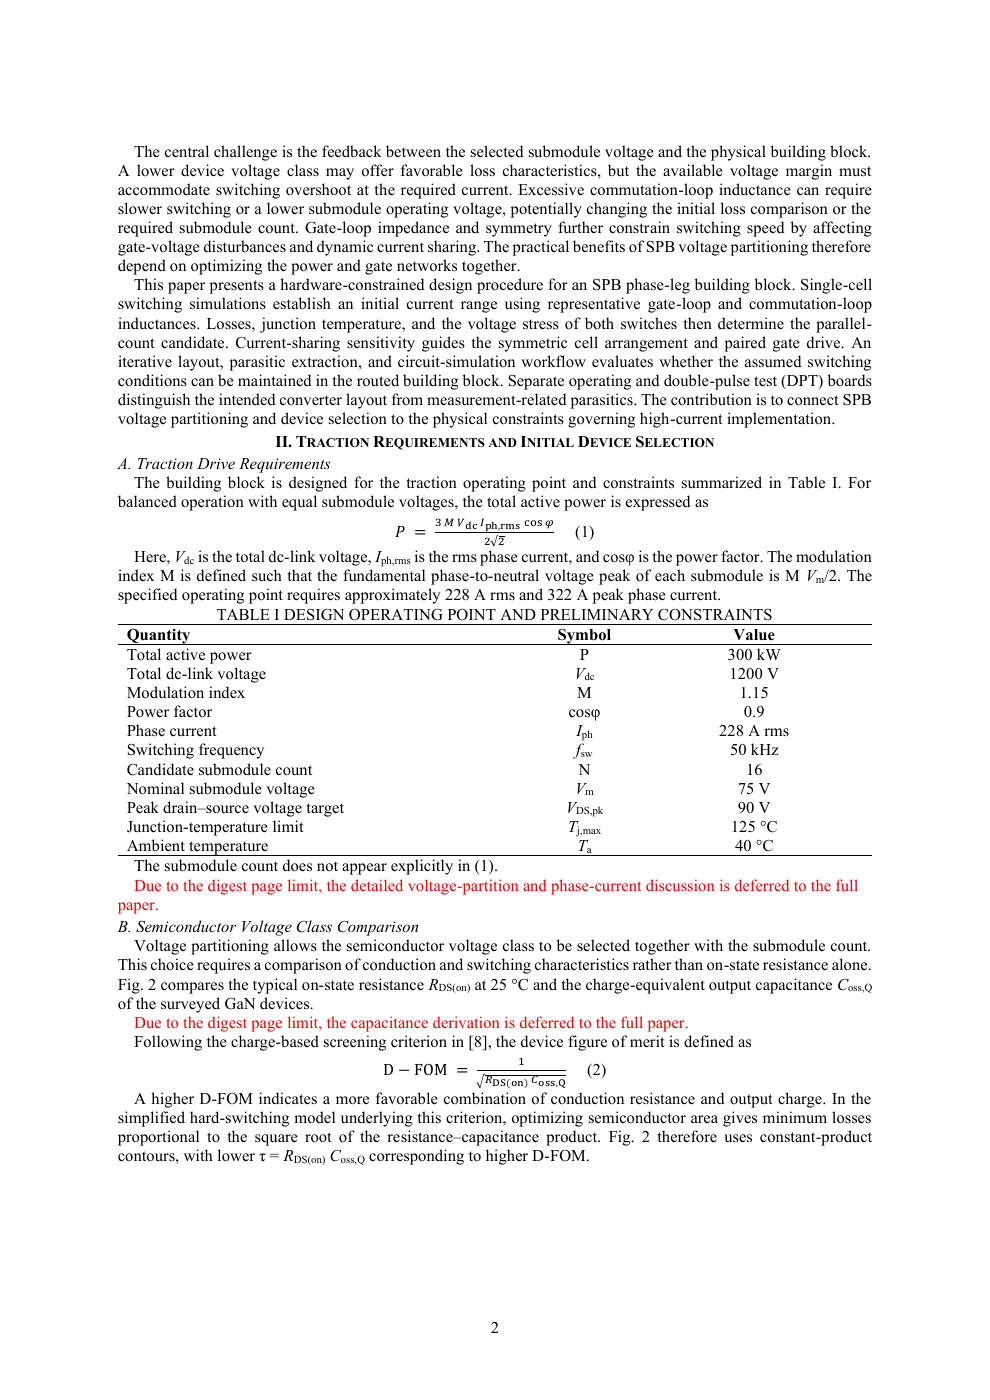 The central challenge is the feedback between the selected submodule voltage and the physical building block.
A lower device voltage class may offer favorable loss characteristics, but the available voltage margin must
accommodate switching overshoot at the required current. Excessive commutation-loop inductance can require
slower switching or a lower submodule operating voltage, potentially changing the initial loss comparison or the
required submodule count. Gate-loop impedance and symmetry further constrain switching speed by affecting
gate-voltage disturbances and dynamic current sharing. The practical benefits of SPB voltage partitioning therefore
depend on optimizing the power and gate networks together.
This paper presents a hardware-constrained design procedure for an SPB phase-leg building block. Single-cell
switching simulations establish an initial current range using representative gate-loop and commutation-loop
inductances. Losses, junction temperature, and the voltage stress of both switches then determine the parallel-
count candidate. Current-sharing sensitivity guides the symmetric cell arrangement and paired gate drive. An
iterative layout, parasitic extraction, and circuit-simulation workflow evaluates whether the assumed switching
conditions can be maintained in the routed building block. Separate operating and double-pulse test (DPT) boards
distinguish the intended converter layout from measurement-related parasitics. The contribution is to connect SPB
voltage partitioning and device selection to the physical constraints governing high-current implementation.
II. TRACTION REQUIREMENTS AND INITIAL DEVICE SELECTION
A. Traction Drive Requirements
The building block is designed for the traction operating point and constraints summarized in Table I. For
balanced operation with equal submodule voltages, the total active power is expressed as
P = 3 M Vdc Iph,rms cos φ / 2√2 (1)
Here, Vdc is the total dc-link voltage, Iph,rms is the rms phase current, and cosφ is the power factor. The modulation
index M is defined such that the fundamental phase-to-neutral voltage peak of each submodule is M Vm/2. The
specified operating point requires approximately 228 A rms and 322 A peak phase current.
TABLE I DESIGN OPERATING POINT AND PRELIMINARY CONSTRAINTS
Quantity Symbol Value
Total active power P 300 kW
Total dc-link voltage Vdc 1200 V
Modulation index M 1.15
Power factor cosφ 0.9
Phase current Iph 228 A rms
Switching frequency fsw 50 kHz
Candidate submodule count N 16
Nominal submodule voltage Vm 75 V
Peak drain–source voltage target VDS,pk 90 V
Junction-temperature limit Tj,max 125 °C
Ambient temperature Ta 40 °C
The submodule count does not appear explicitly in (1).
Due to the digest page limit, the detailed voltage-partition and phase-current discussion is deferred to the full
paper.
B. Semiconductor Voltage Class Comparison
Voltage partitioning allows the semiconductor voltage class to be selected together with the submodule count.
This choice requires a comparison of conduction and switching characteristics rather than on-state resistance alone.
Fig. 2 compares the typical on-state resistance RDS(on) at 25 °C and the charge-equivalent output capacitance Coss,Q
of the surveyed GaN devices.
Due to the digest page limit, the capacitance derivation is deferred to the full paper.
Following the charge-based screening criterion in [8], the device figure of merit is defined as
D − FOM = 1 / √RDS(on) Coss,Q (2)
A higher D-FOM indicates a more favorable combination of conduction resistance and output charge. In the
simplified hard-switching model underlying this criterion, optimizing semiconductor area gives minimum losses
proportional to the square root of the resistance–capacitance product. Fig. 2 therefore uses constant-product
contours, with lower τ = RDS(on) Coss,Q corresponding to higher D-FOM.
2